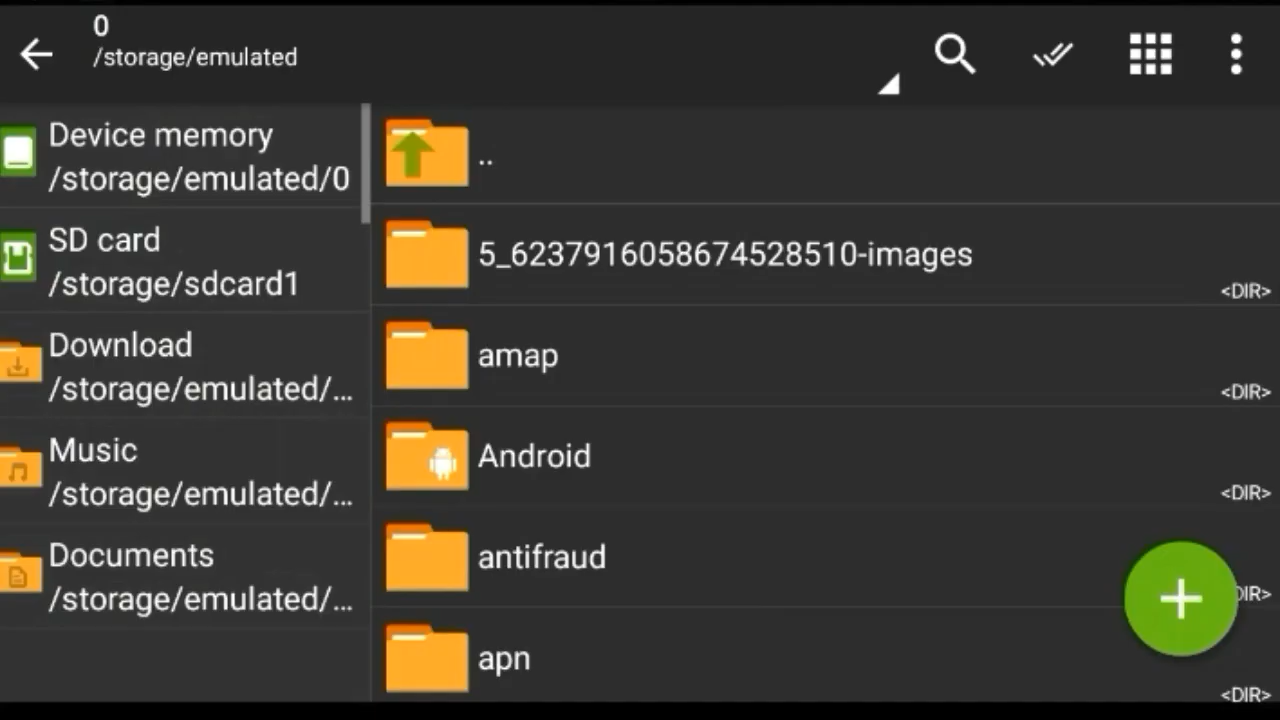 0
/storage/emulated
Device memory
/storage/emulated/0
SD card
/storage/sdcard1
Download
/storage/emulated/...
Music
/storage/emulated/...
Documents
/storage/emulated/...
..
5_6237916058674528510-images
<DIR>
amap
<DIR>
Android
<DIR>
antifraud
DIR>
apn
<DIR>